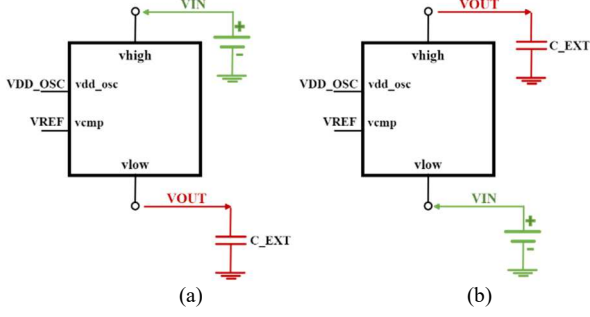 VIN
+
-
vhigh
VDD_OSC
vdd_osc
VREF
vcmp
vlow
VOUT
C_EXT
(a)
VOUT
C_EXT
vhigh
VDD_OSC
vdd_osc
VREF
vcmp
vlow
VIN
+
-
(b)